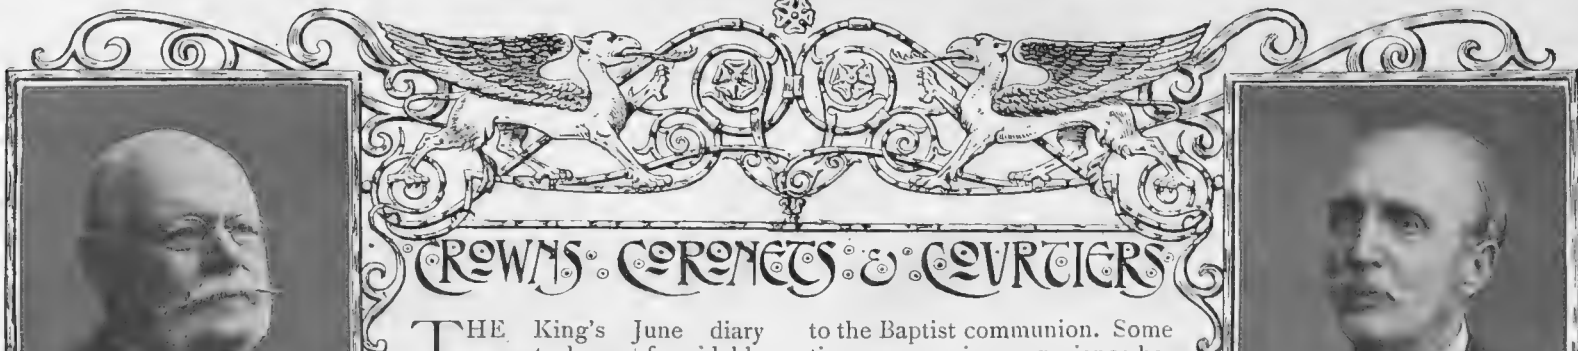 CROWNS · CORONETS · & · COURTIERS
THE King's June diary
to the Baptist communion. Some